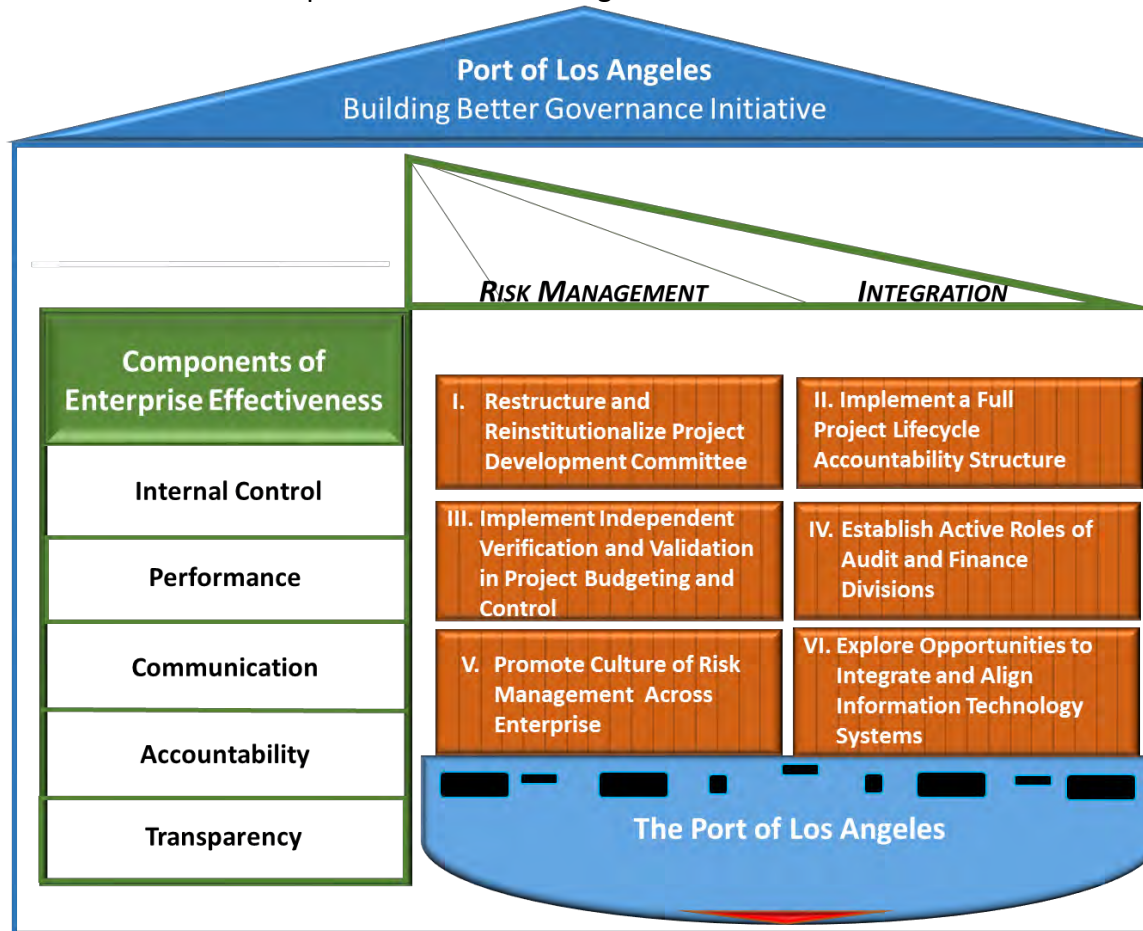 Port of Los Angeles
Building Better Governance Initiative
RISK MANAGEMENT
INTEGRATION
Components of
Enterprise Effectiveness
Internal Control
Performance
Communication
Accountability
Transparency
I. Restructure and
Reinstitutionalize Project
Development Committee
II. Implement a Full
Project Lifecycle
Accountability Structure
III. Implement Independent
Verification and Validation
in Project Budgeting and
Control
IV. Establish Active Roles of
Audit and Finance
Divisions
V. Promote Culture of Risk
Management Across
Enterprise
VI. Explore Opportunities to
Integrate and Align
Information Technology
Systems
The Port of Los Angeles